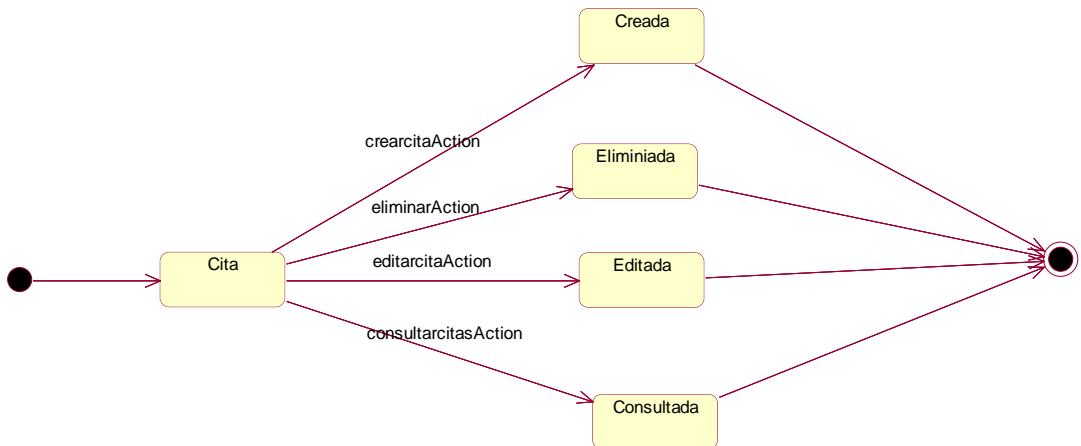 Creada
crearcitaAction
Eliminiada
eliminarAction
Cita
editarcitaAction
Editada
consultarcitasAction
Consultada